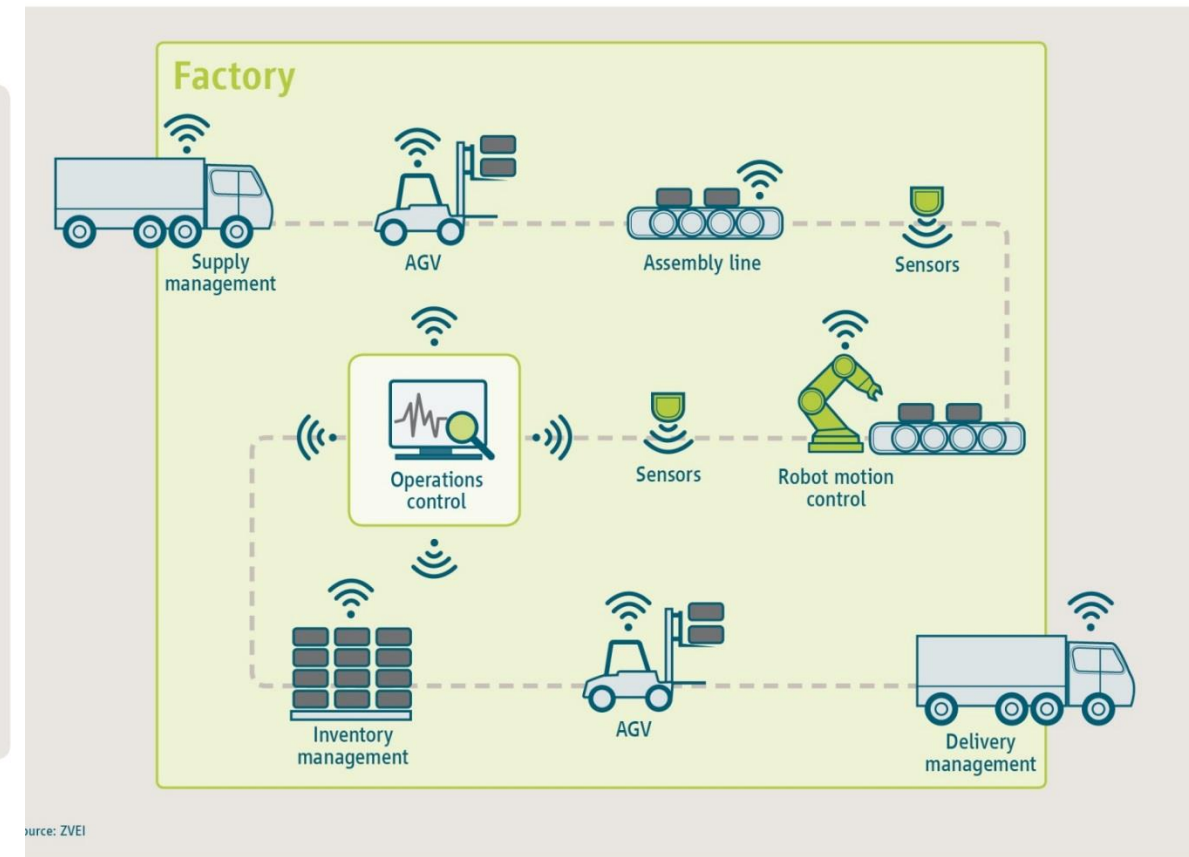 Factory
Supply
management
AGV
Assembly line
Sensors
Operations
control
Sensors
Robot motion
control
Inventory
management
AGV
Delivery
management
ource: ZVEI